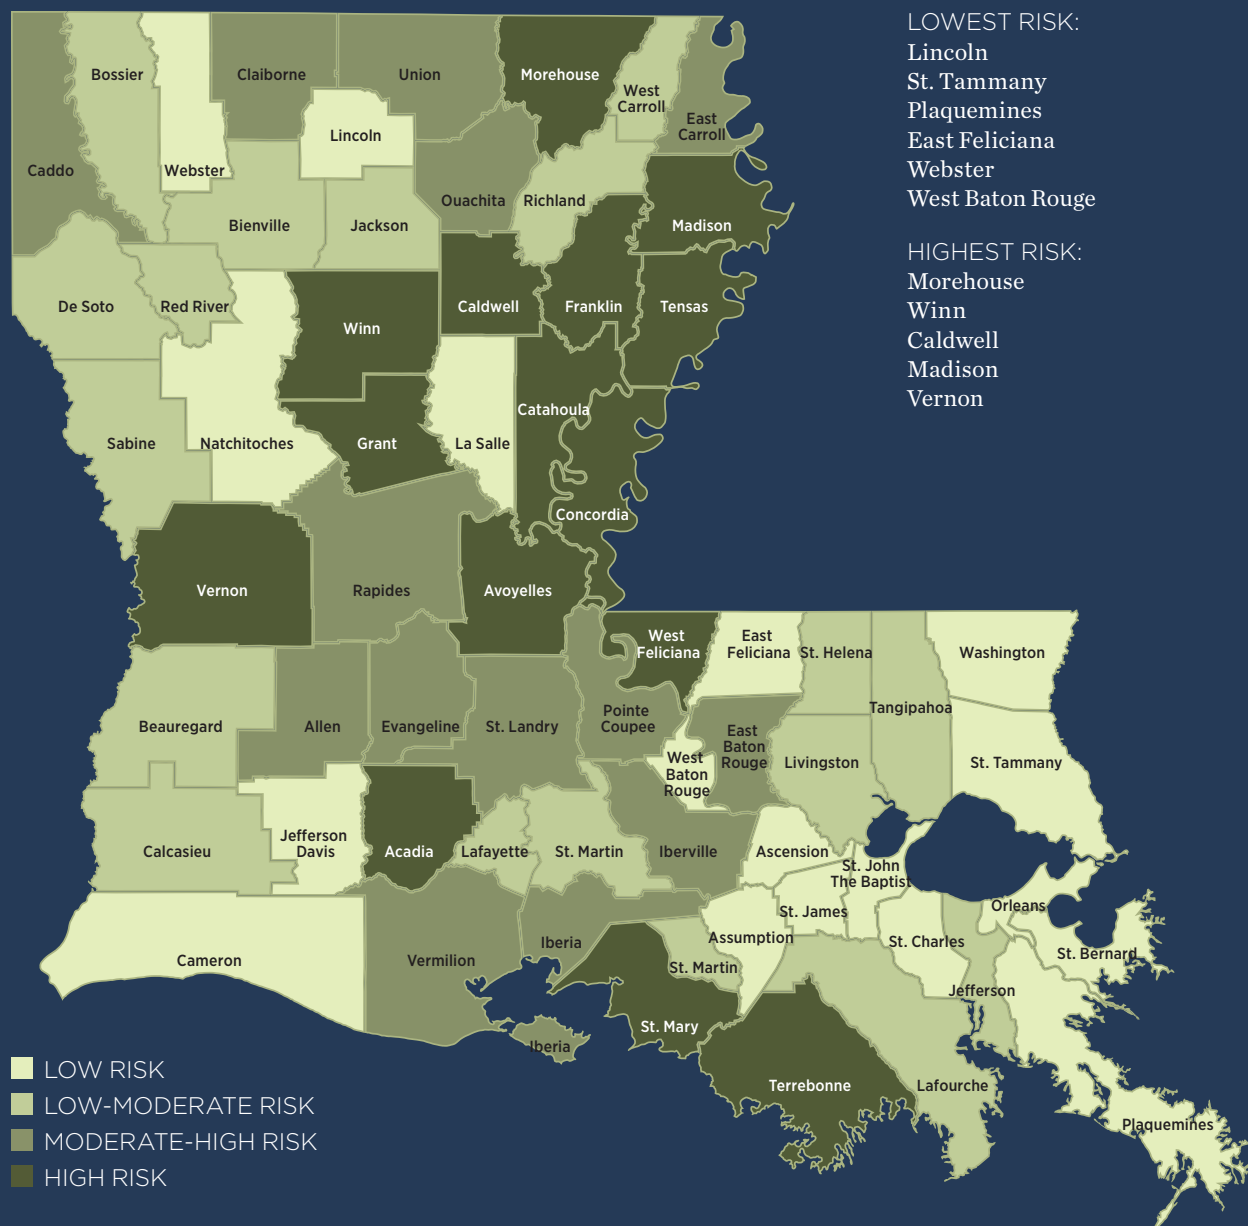 LOWEST RISK:
Lincoln
St. Tammany
Plaquemines
East Feliciana
Webster
West Baton Rouge
HIGHEST RISK:
Morehouse
Winn
Caldwell
Madison
Vernon
Bossier
Claiborne
Union
Morehouse
West
Carroll
East
Carroll
Lincoln
Caddo
Webster
Ouachita
Richland
Bienville
Jackson
Madison
De Soto
Red River
Winn
Caldwell
Franklin
Tensas
Sabine
Natchitoches
Grant
La Salle
Catahoula
Concordia
Vernon
Rapides
Avoyelles
West
Feliciana
East
Feliciana
St. Helena
Washington
Tangipahoa
Beauregard
Allen
Evangeline
St. Landry
Pointe
Coupee
East
Baton
Rouge
West
Baton
Rouge
Livingston
St. Tammany
Calcasieu
Jefferson
Davis
Acadia
Lafayette
St. Martin
Iberville
Ascension
St. John
The Baptist
St. James
Orleans
Assumption
St. Charles
St. Bernard
Cameron
Vermilion
Iberia
St. Martin
Jefferson
St. Mary
Iberia
Terrebonne
Lafourche
Plaquemines
LOW RISK
LOW-MODERATE RISK
MODERATE-HIGH RISK
HIGH RISK